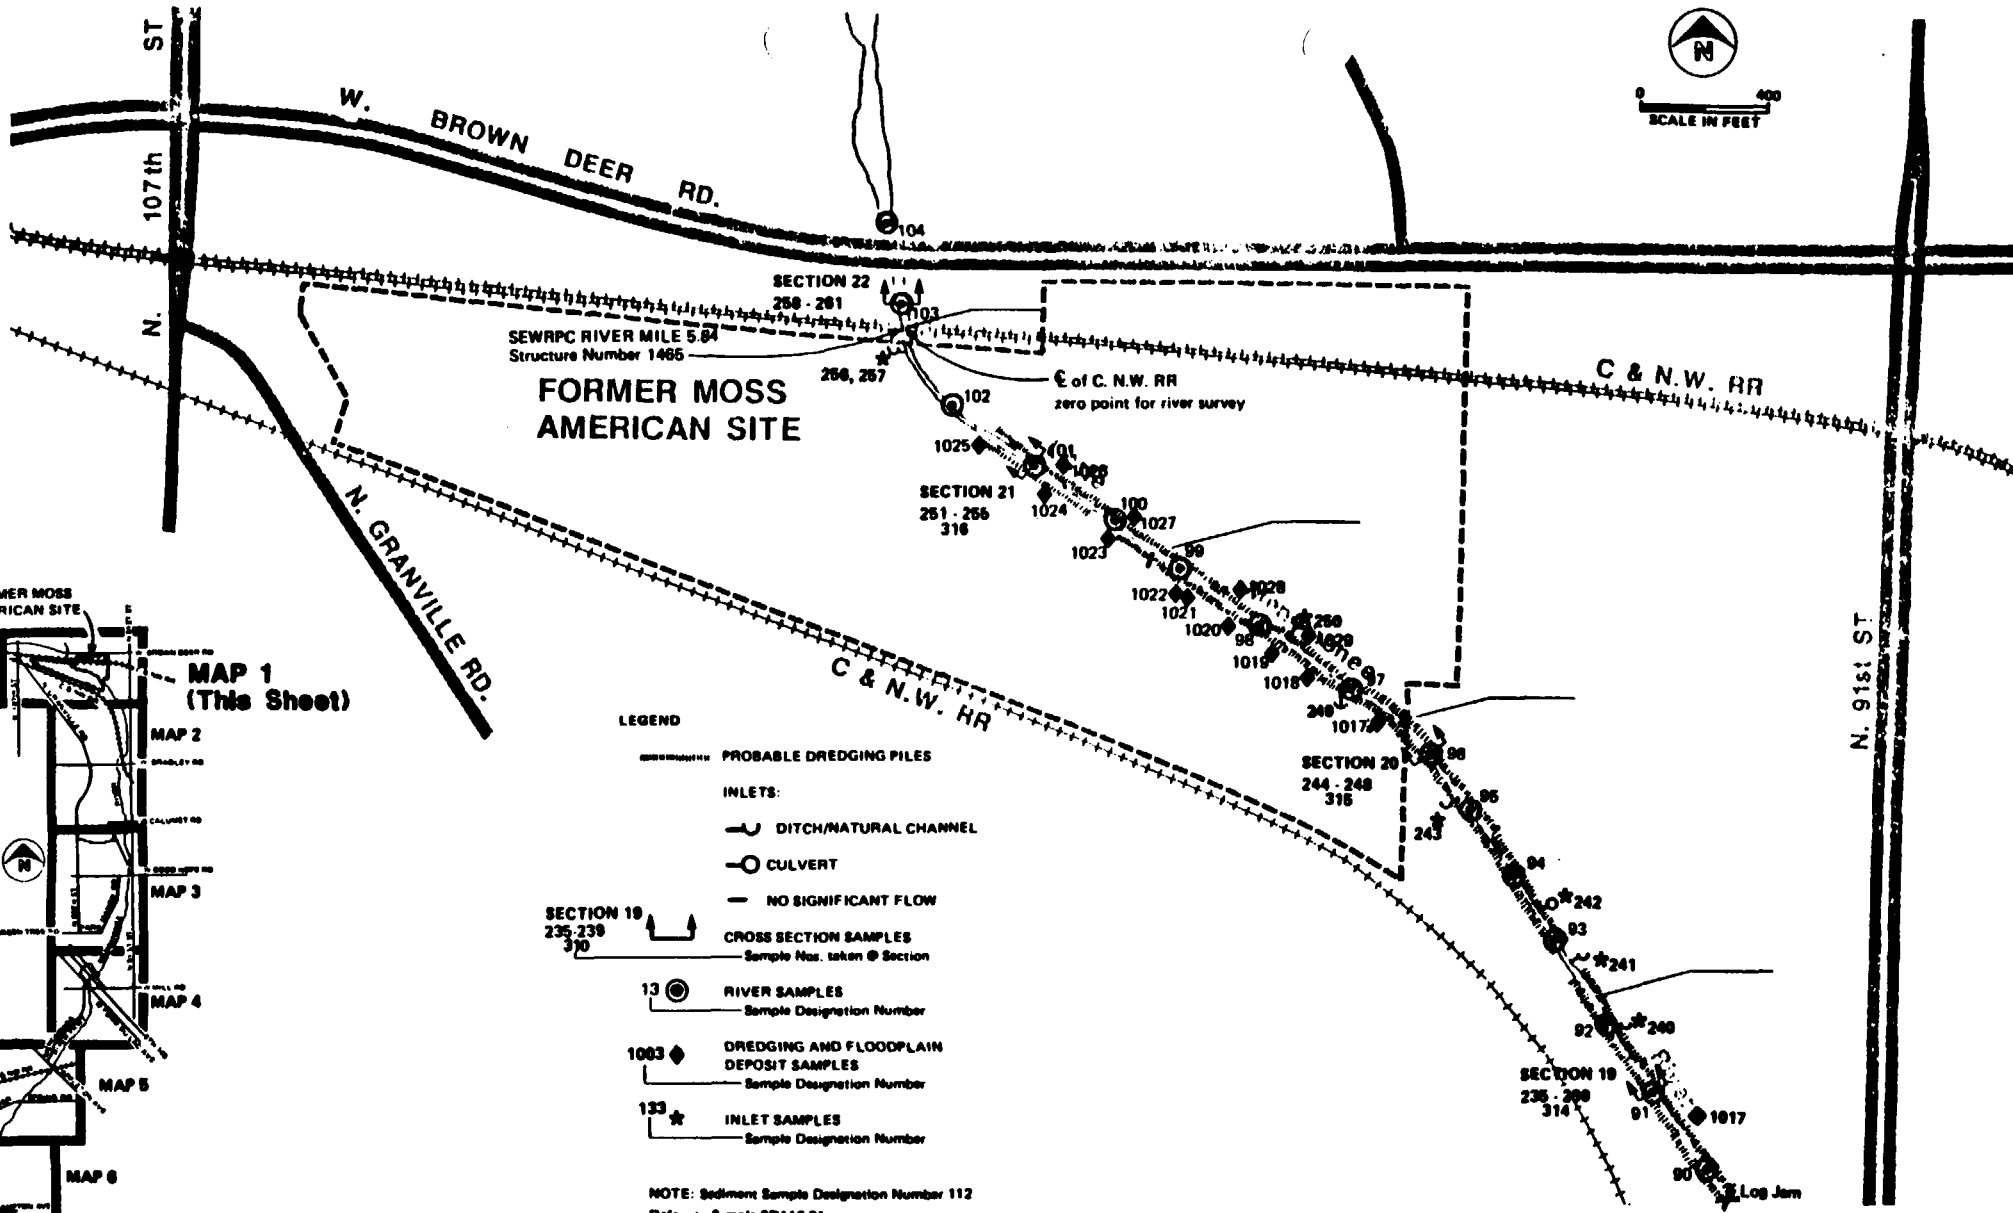 N. 107th ST
W. BROWN DEER RD.
N
0 400
SCALE IN FEET
104
SECTION 22
258 - 261
103
SEWRPC RIVER MILE 5.84
Structure Number 1465
256, 257
℄ of C. N.W. RR
zero point for river survey
C & N.W. RR
FORMER MOSS
AMERICAN SITE
102
1025
101
SECTION 21
251 - 255
316
1024
100
1027
1023
99
1022
1021
1028
1020
98
250
1029
1019
1018
97
249
1017
N. GRANVILLE RD.
C & N.W. RR
N. 91st ST
SECTION 20
244 - 248
315
96
95
243
94
242
93
241
92
240
River
SECTION 19
314
91
1017
90
Log Jam
MAP 1
(This Sheet)
MAP 2
MAP 3
MAP 4
MAP 5
MAP 6
N
LEGEND
PROBABLE DREDGING PILES
INLETS:
DITCH/NATURAL CHANNEL
CULVERT
NO SIGNIFICANT FLOW
SECTION 19
235-239
310
CROSS SECTION SAMPLES
Sample Nos. taken @ Section
13
RIVER SAMPLES
Sample Designation Number
1003
DREDGING AND FLOODPLAIN
DEPOSIT SAMPLES
Sample Designation Number
133
INLET SAMPLES
Sample Designation Number
NOTE: Sediment Sample Designation Number 112